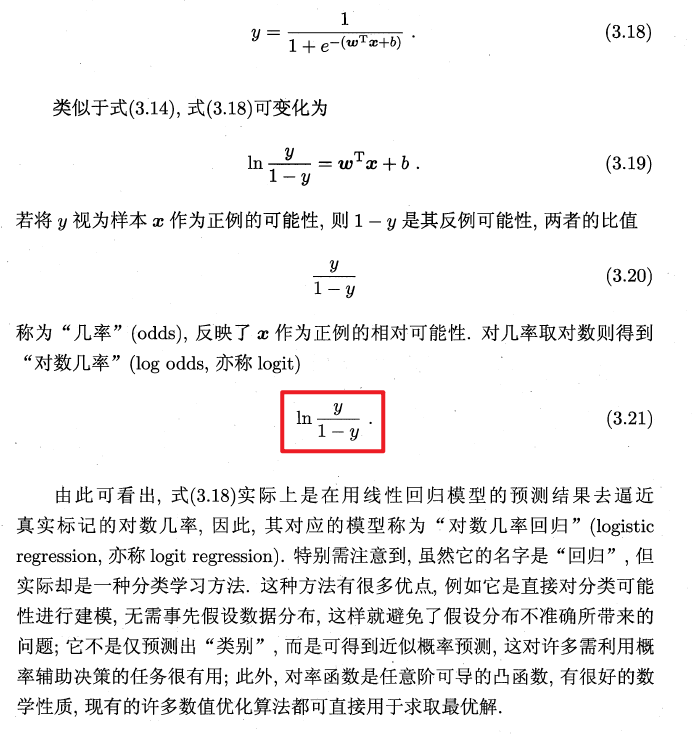 y = \frac{1}{1 + e^{-(w^T x + b)}} . (3.18)
类似于式(3.14), 式(3.18)可变化为
\ln \frac{y}{1 - y} = w^T x + b . (3.19)
若将 y 视为样本 x 作为正例的可能性, 则 1 − y 是其反例可能性, 两者的比值
\frac{y}{1 - y} (3.20)
称为“几率”(odds), 反映了 x 作为正例的相对可能性. 对几率取对数则得到
“对数几率”(log odds, 亦称 logit)
\ln \frac{y}{1 - y} . (3.21)
由此可看出, 式(3.18)实际上是在用线性回归模型的预测结果去逼近
真实标记的对数几率, 因此, 其对应的模型称为“对数几率回归”(logistic
regression, 亦称 logit regression). 特别需注意到, 虽然它的名字是“回归”, 但
实际却是一种分类学习方法. 这种方法有很多优点, 例如它是直接对分类可能
性进行建模, 无需事先假设数据分布, 这样就避免了假设分布不准确所带来的
问题; 它不是仅预测出“类别”, 而是可得到近似概率预测, 这对许多需利用概
率辅助决策的任务很有用; 此外, 对率函数是任意阶可导的凸函数, 有很好的数
学性质, 现有的许多数值优化算法都可直接用于求取最优解.